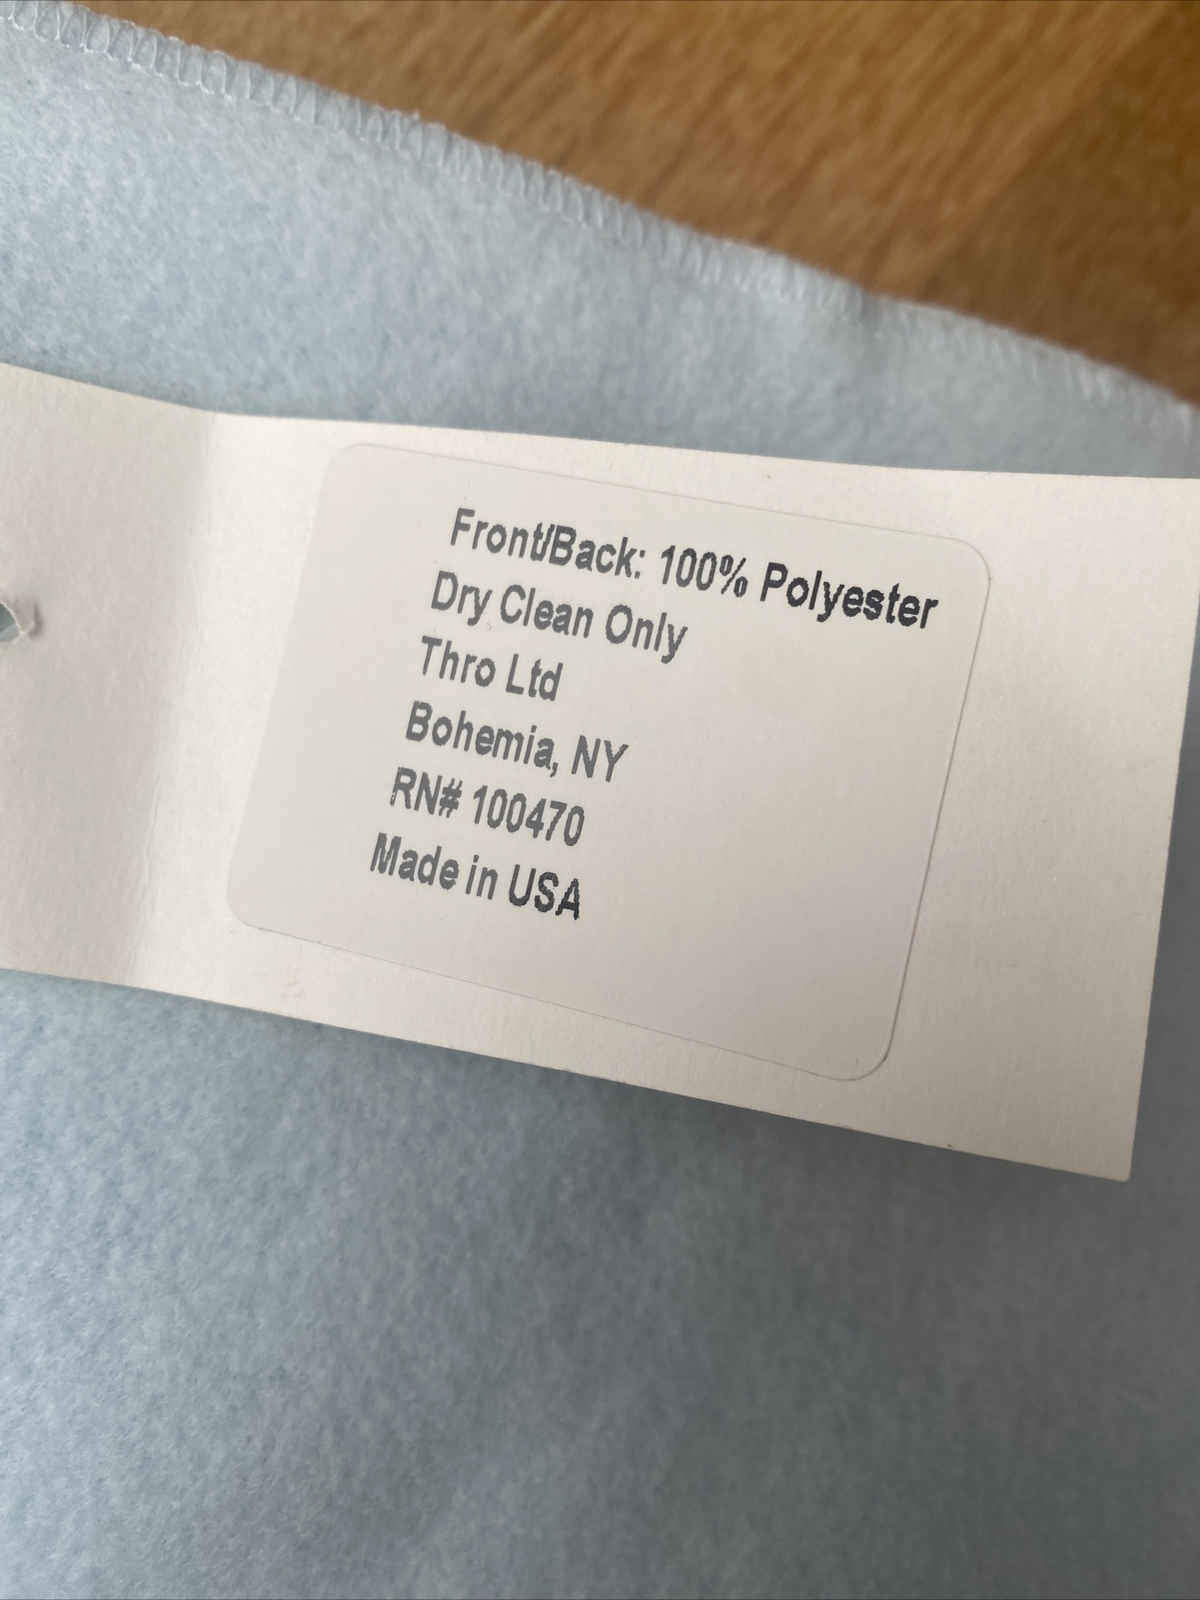 Front/Back: 100% Polyester
Dry Clean Only
Thro Ltd
Bohemia, NY
RN# 100470
Made in USA